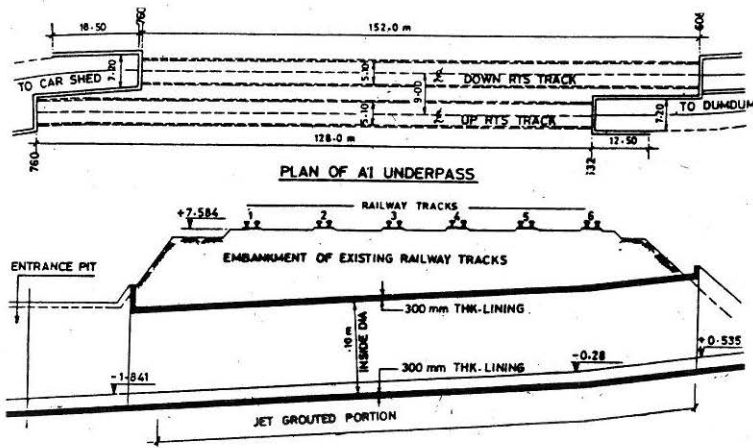 18.50
760
152.0 m
608
TO CAR SHED
7.20
5.10
9.00
DOWN RTS TRACK
TO DUMDUM
5.10
UP RTS TRACK
7.20
760
128.0 m
632
12.50
PLAN OF A1 UNDERPASS
RAILWAY TRACKS
+7.584
1 2 3 4 5 6
ENTRANCE PIT
EMBANKMENT OF EXISTING RAILWAY TRACKS
300 mm THK-LINING
.10 m
INSIDE DIA
300 mm THK-LINING
-1.841
-0.28
+0.535
JET GROUTED PORTION